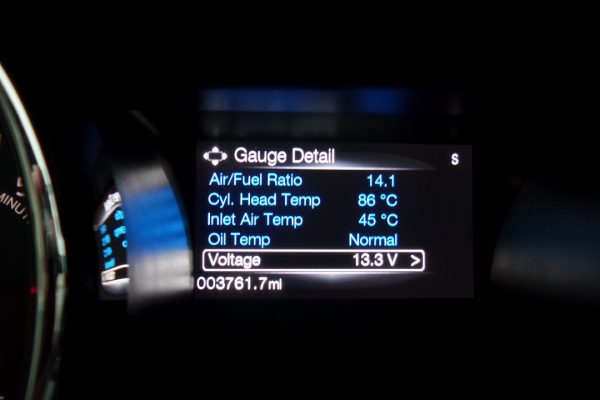 Gauge Detail S
Air/Fuel Ratio 14.1
Cyl. Head Temp 86 °C
Inlet Air Temp 45 °C
Oil Temp Normal
Voltage 13.3 V >
003761.7mi